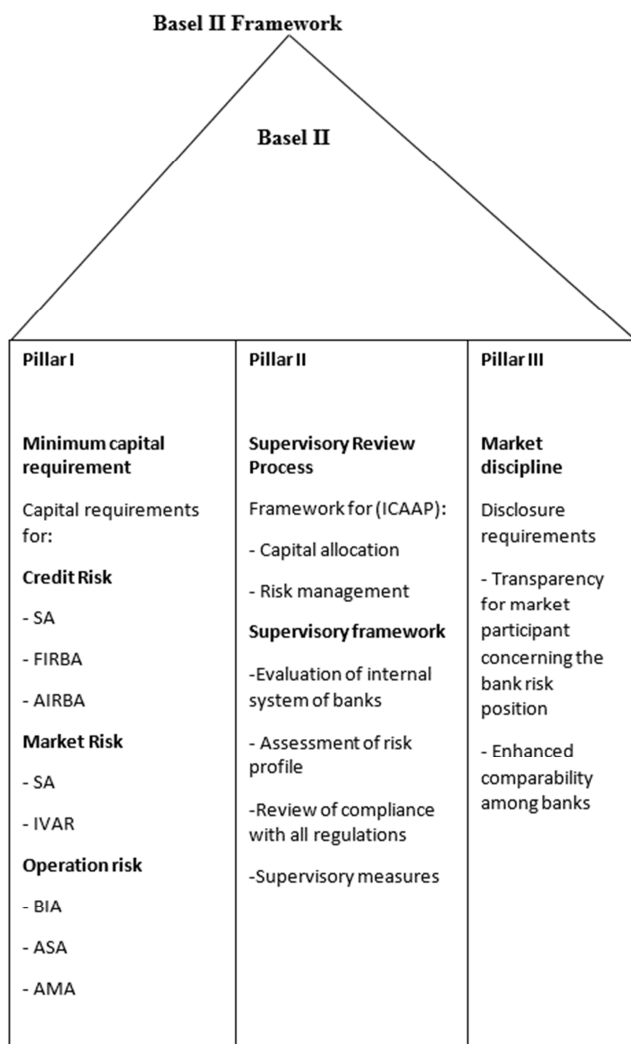 Basel II Framework
Basel II
Pillar I
Minimum capital
requirement
Capital requirements
for:
Credit Risk
- SA
- FIRBA
- AIRBA
Market Risk
- SA
- IVAR
Operation risk
- BIA
- ASA
- AMA
Pillar II
Supervisory Review
Process
Framework for (ICAAP):
- Capital allocation
- Risk management
Supervisory framework
-Evaluation of internal
system of banks
- Assessment of risk
profile
-Review of compliance
with all regulations
-Supervisory measures
Pillar III
Market
discipline
Disclosure
requirements
- Transparency
for market
participant
concerning the
bank risk
position
- Enhanced
comparability
among banks